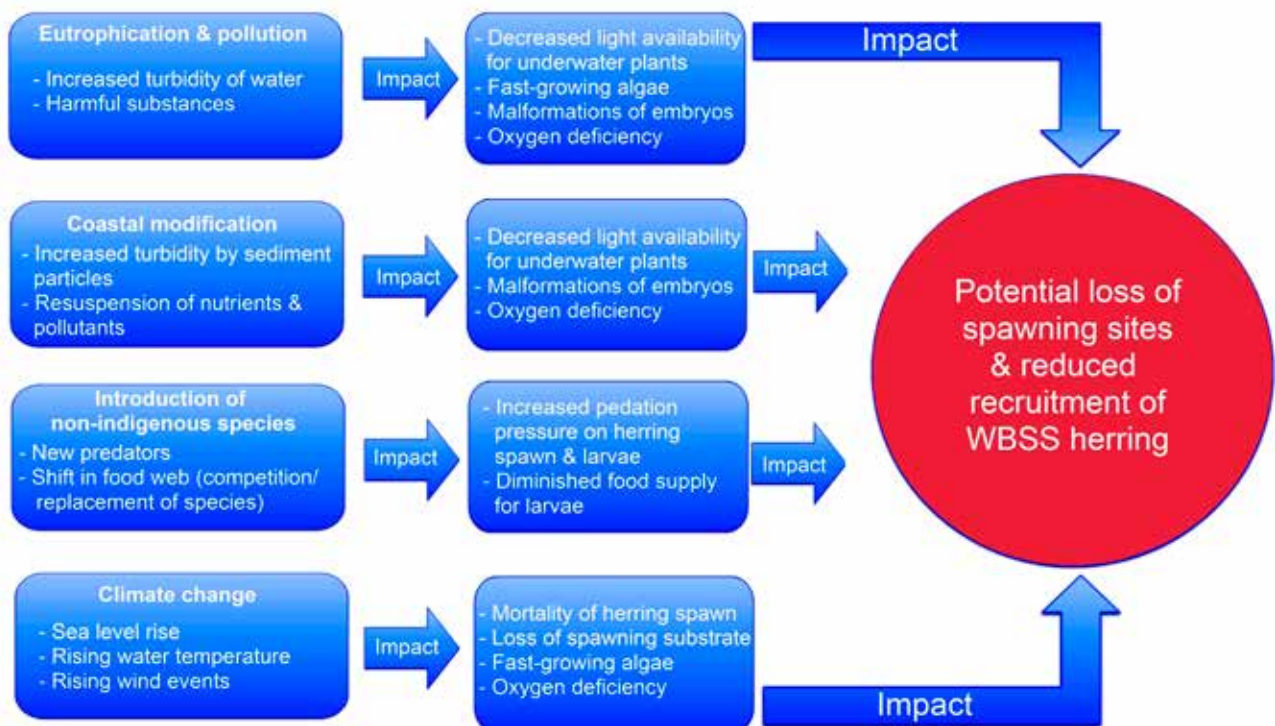 Eutrophication & pollution
- Increased turbidity of water
- Harmful substances
Impact
- Decreased light availability
for underwater plants
- Fast-growing algae
- Malformations of embryos
- Oxygen deficiency
Impact
Coastal modification
- Increased turbidity by sediment
particles
- Resuspension of nutrients &
pollutants
Impact
- Decreased light availability
for underwater plants
- Malformations of embryos
- Oxygen deficiency
Impact
Introduction of
non-indigenous species
- New predators
- Shift in food web (competition/
replacement of species)
Impact
- Increased pedation
pressure on herring
spawn & larvae
- Diminished food supply
for larvae
Impact
Climate change
- Sea level rise
- Rising water temperature
- Rising wind events
Impact
- Mortality of herring spawn
- Loss of spawning substrate
- Fast-growing algae
- Oxygen deficiency
Impact
Potential loss of
spawning sites
& reduced
recruitment of
WBSS herring